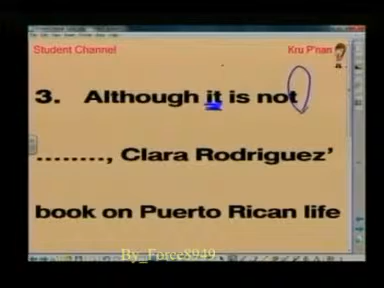 Student Channel
Kru P'nan
3. Although it is not
........, Clara Rodriguez'
book on Puerto Rican life
By_Force8949